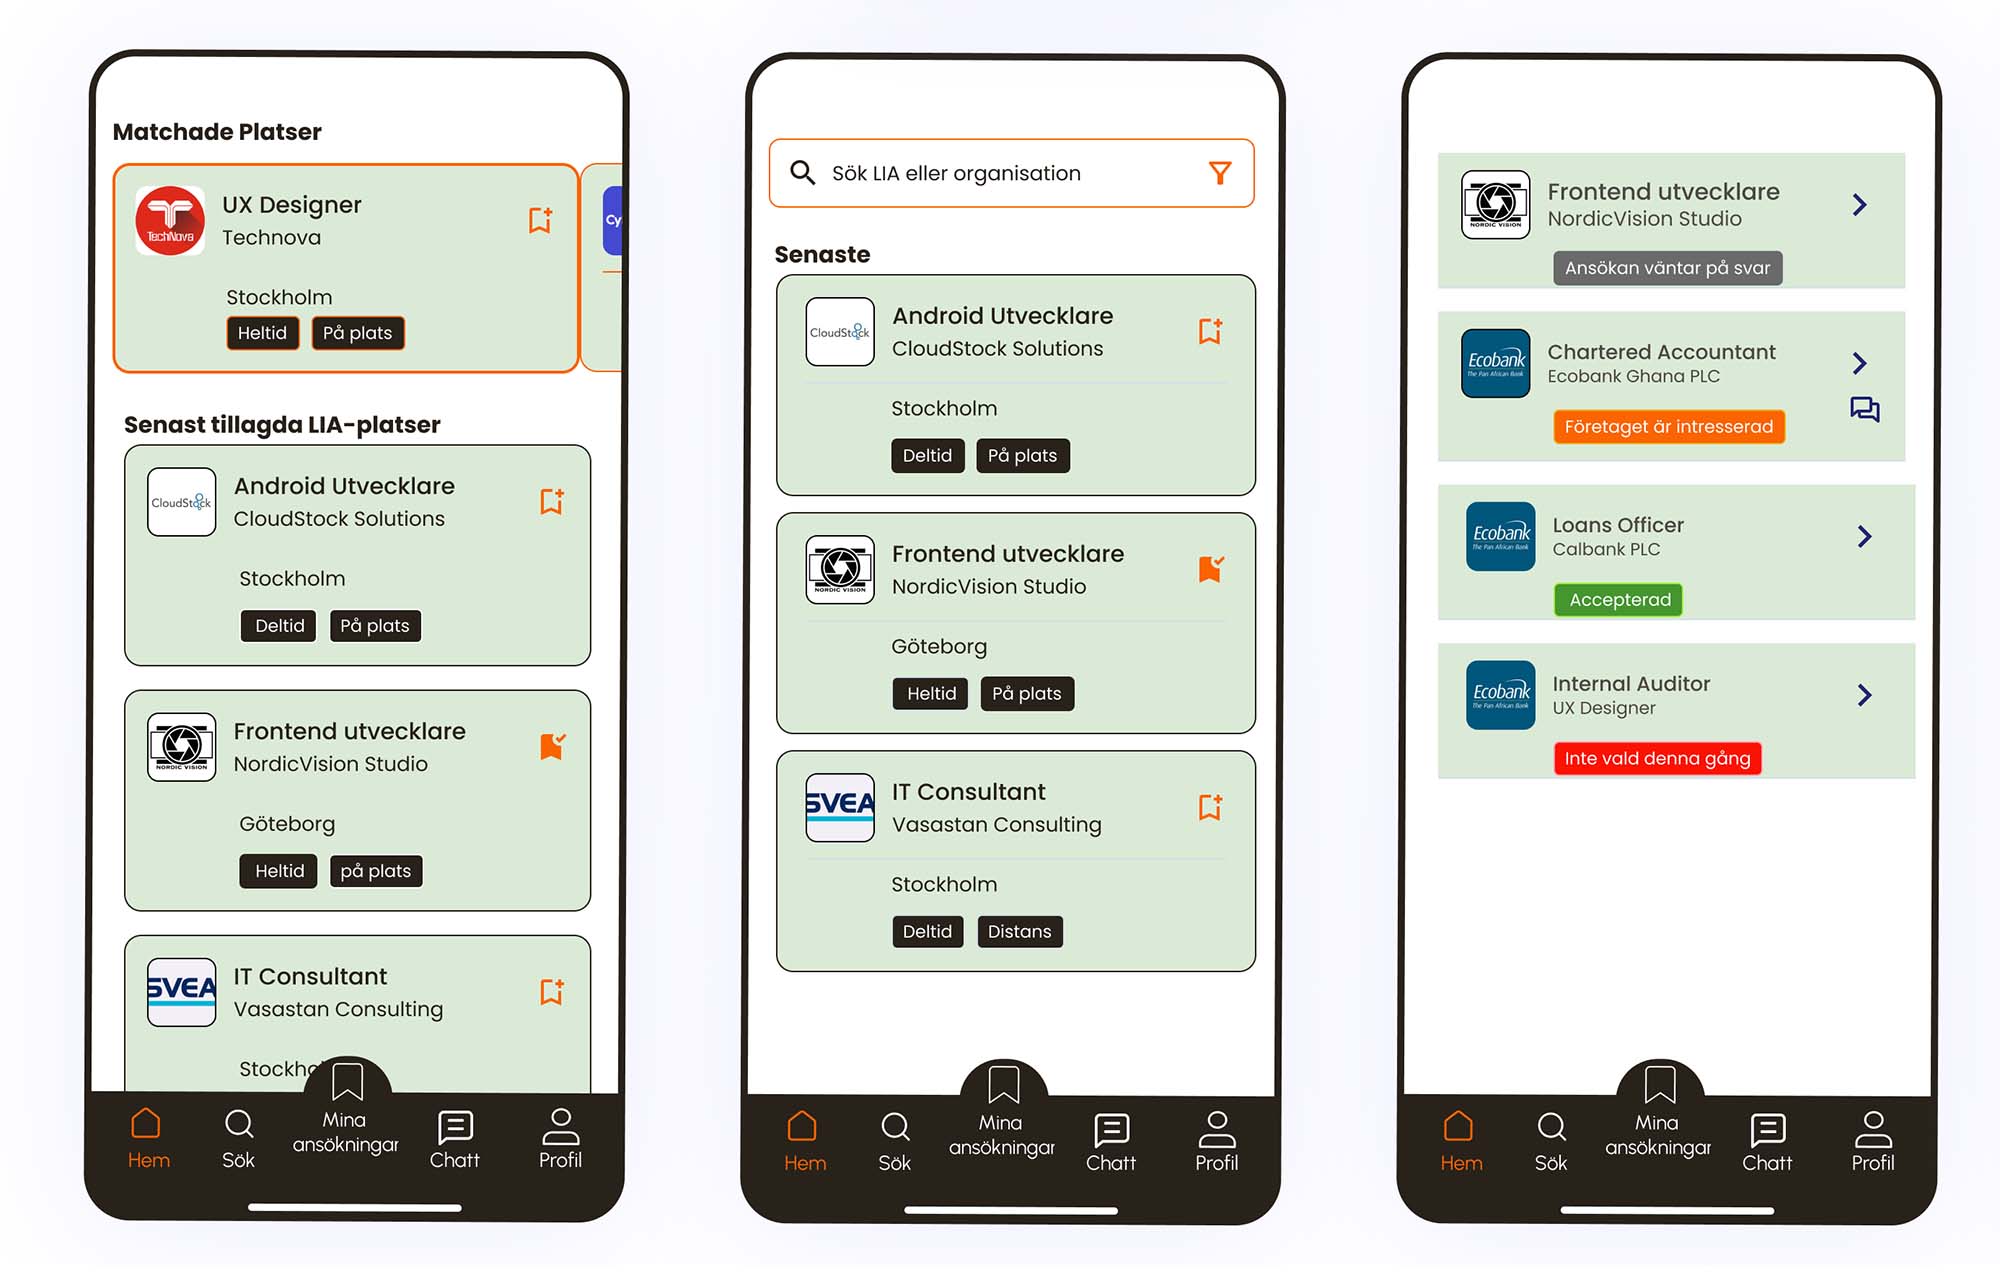 Matchade Platser
TechNova
UX Designer
Technova
Stockholm
Heltid
På plats
Cy
Senast tillagda LIA-platser
CloudStock
Android Utvecklare
CloudStock Solutions
Stockholm
Deltid
På plats
NORDIC VISION
Frontend utvecklare
NordicVision Studio
Göteborg
Heltid
på plats
SVEA
IT Consultant
Vasastan Consulting
Stockho
Hem
Sök
Mina
ansökningar
Chatt
Profil
Sök LIA eller organisation
Senaste
CloudStock
Android Utvecklare
CloudStock Solutions
Stockholm
Deltid
På plats
NORDIC VISION
Frontend utvecklare
NordicVision Studio
Göteborg
Heltid
På plats
SVEA
IT Consultant
Vasastan Consulting
Stockholm
Deltid
Distans
Hem
Sök
Mina
ansökningar
Chatt
Profil
NORDIC VISION
Frontend utvecklare
NordicVision Studio
Ansökan väntar på svar
Ecobank
The Pan African Bank
Chartered Accountant
Ecobank Ghana PLC
Företaget är intresserad
Ecobank
The Pan African Bank
Loans Officer
Calbank PLC
Accepterad
Ecobank
The Pan African Bank
Internal Auditor
UX Designer
Inte vald denna gång
Hem
Sök
Mina
ansökningar
Chatt
Profil